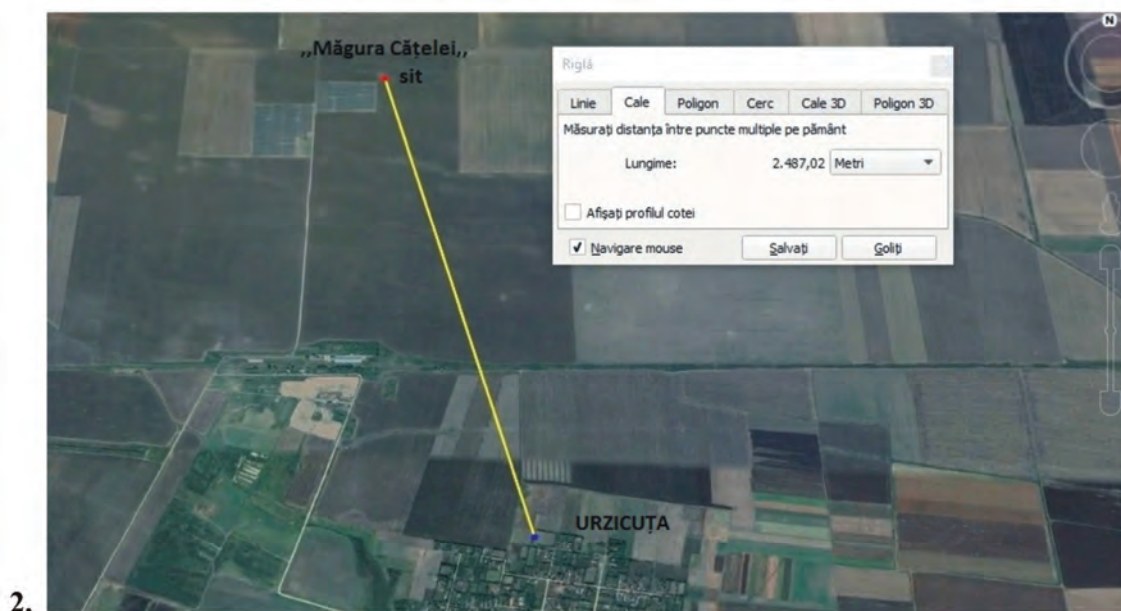 N
,,Măgura Cățelei,,
sit
Riglă
Linie Cale Poligon Cerc Cale 3D Poligon 3D
Măsurați distanța între puncte multiple pe pământ
Lungime: 2.487,02 Metri
Afișați profilul cotei
Navigare mouse Salvați Goliți
URZICUȚA
2.